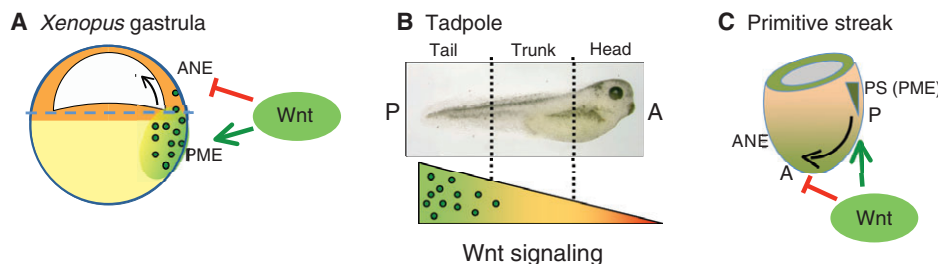 A Xenopus gastrula
ANE
Wnt
PME
B Tadpole
Tail Trunk Head
P A
Wnt signaling
C Primitive streak
PS (PME)
P
ANE
A
Wnt